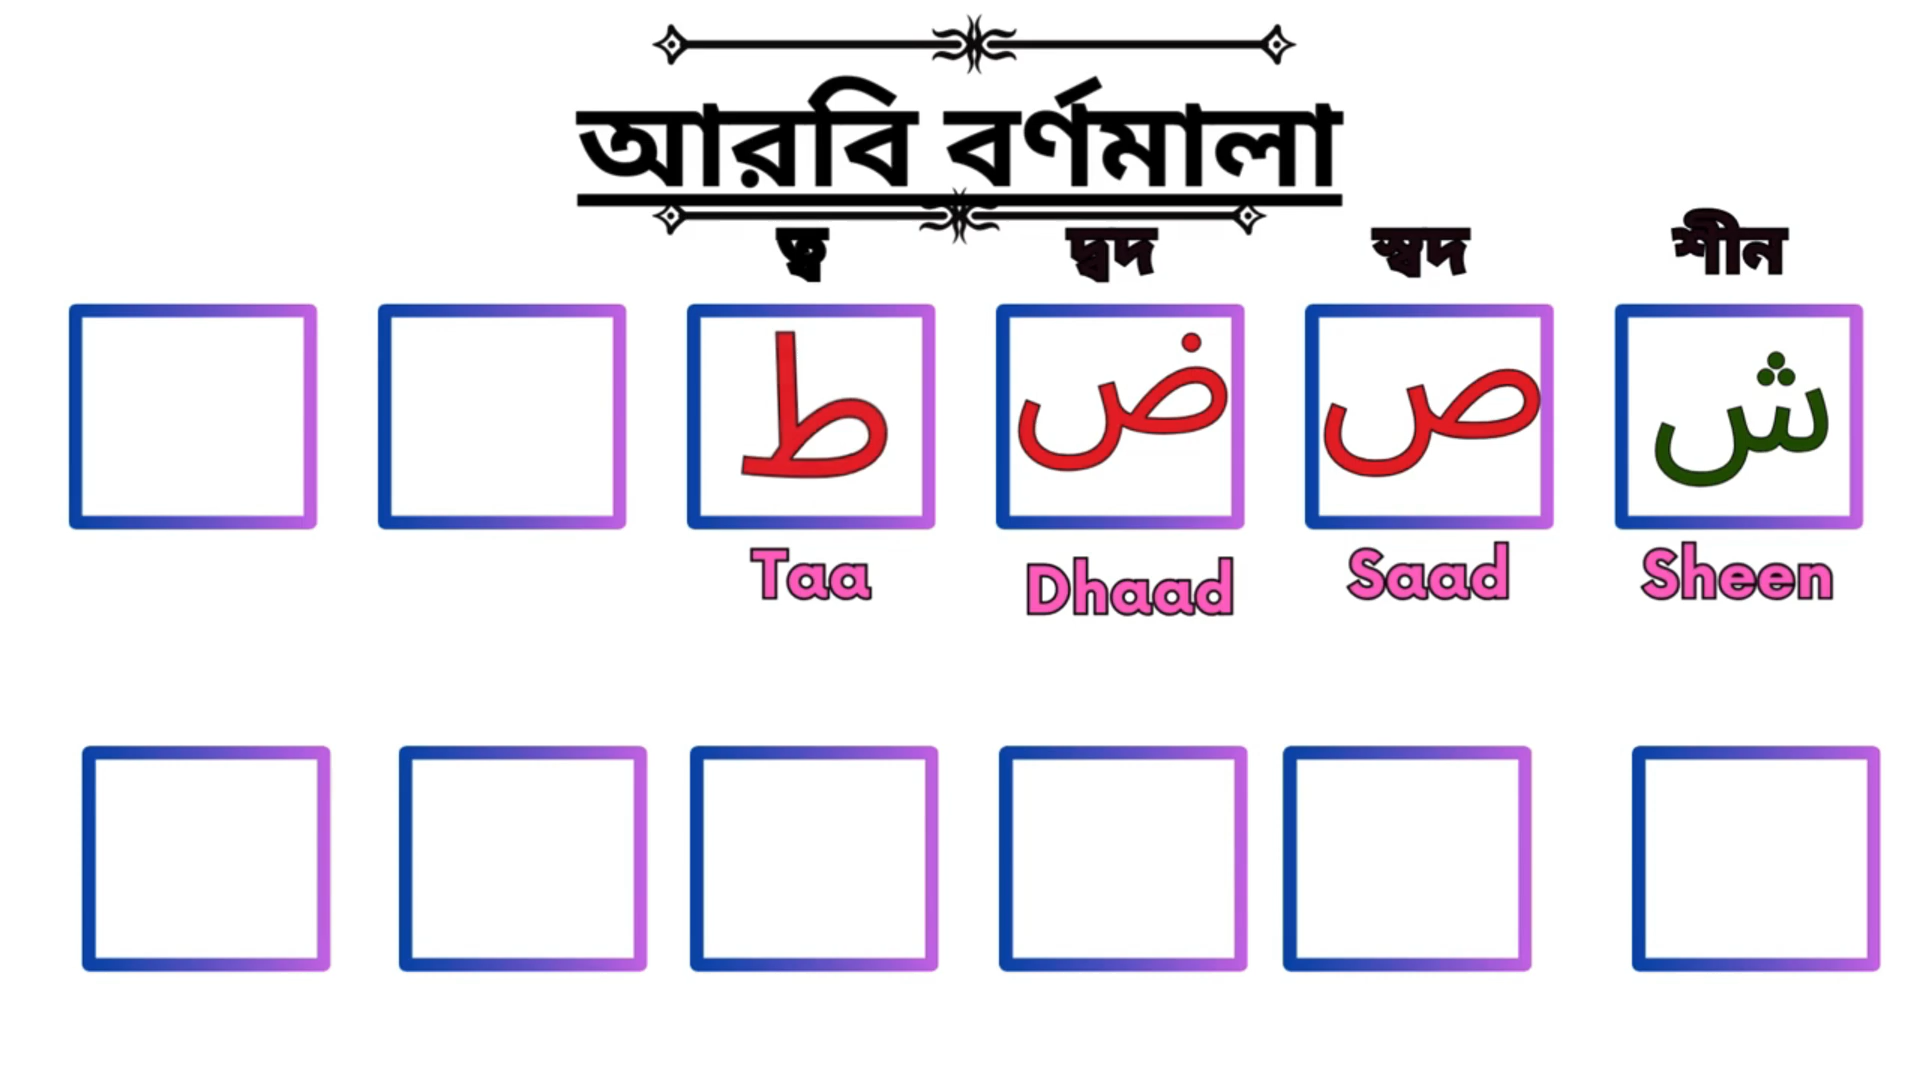 আরবি বর্ণমালা
ত্ব দ্বদ স্বদ শীন
ط ض ص ش
Taa Dhaad Saad Sheen